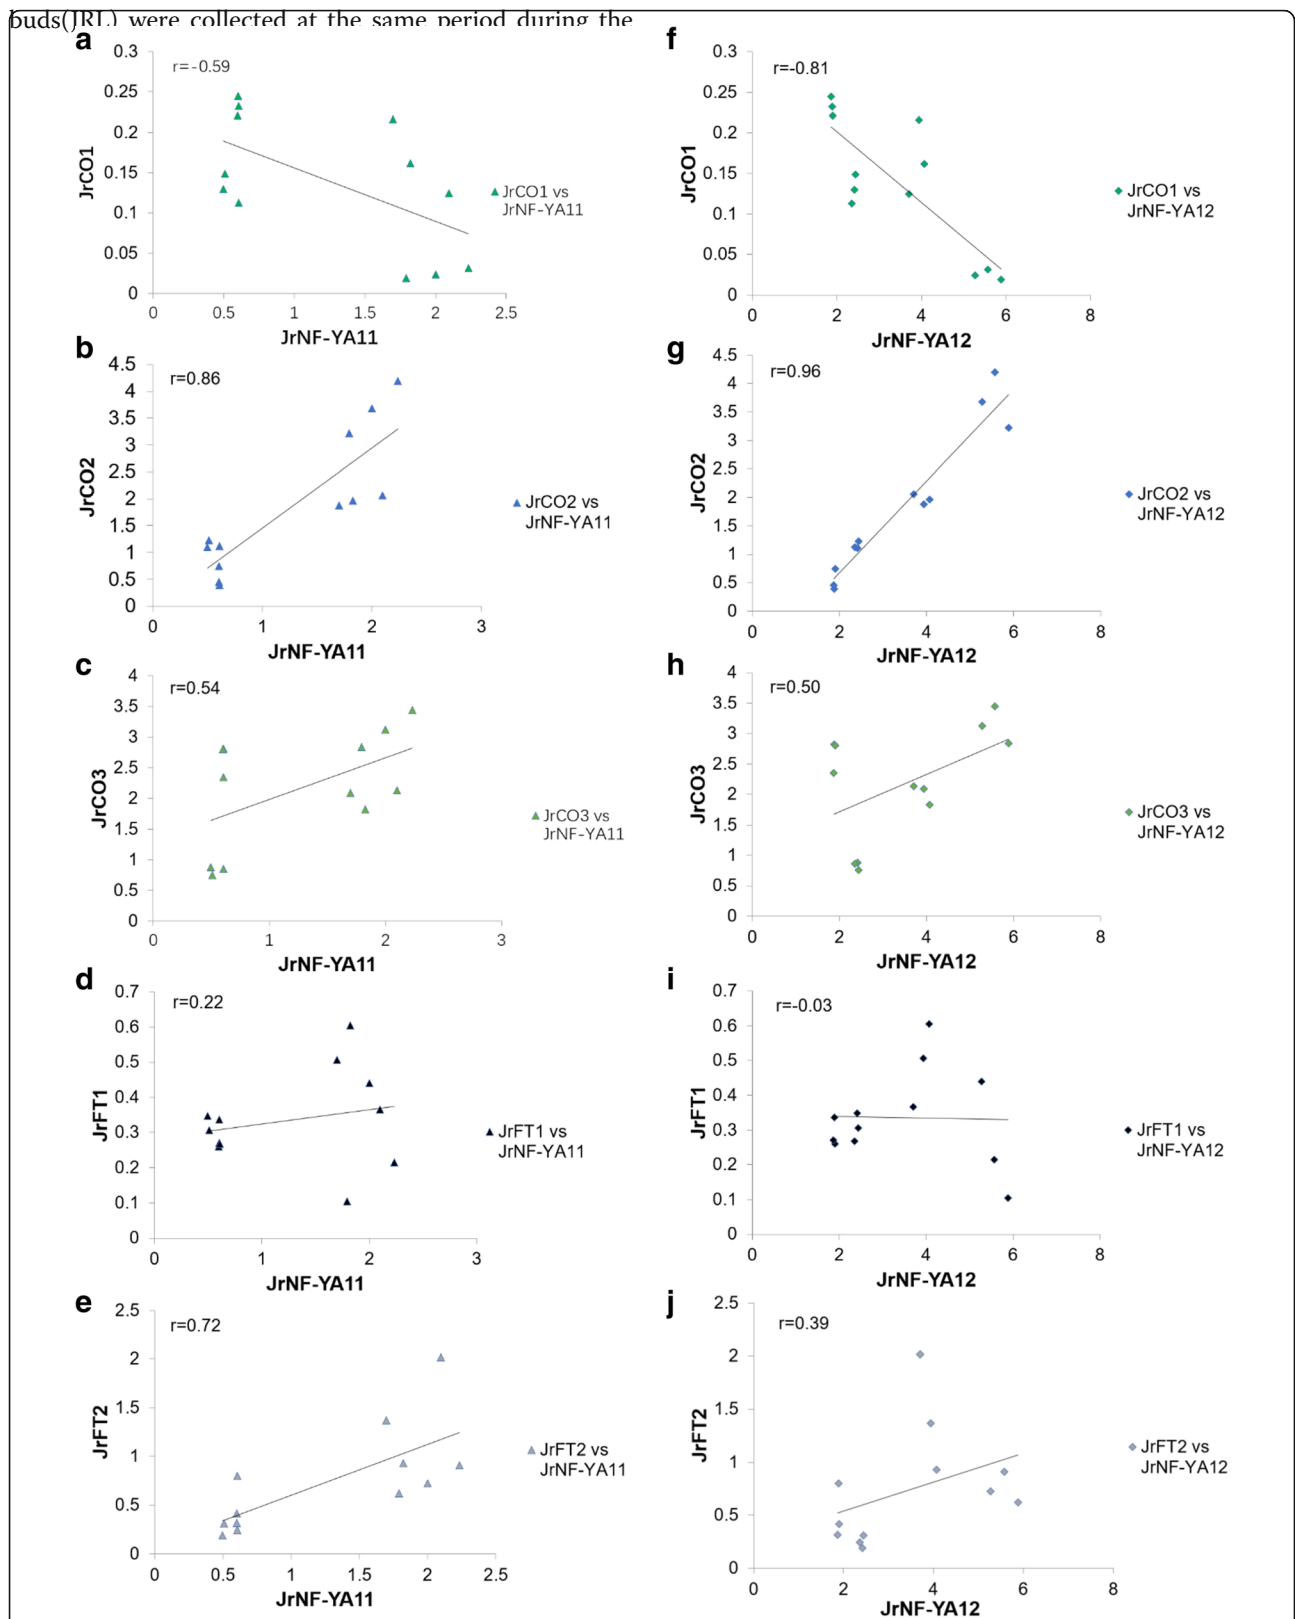 buds(JRL) were collected at the same period during the
a
r=-0.59
0.3
0.25
0.2
0.15
0.1
0.05
0
JrCO1
0 0.5 1 1.5 2 2.5
JrNF-YA11
JrCO1 vs
JrNF-YA11
f
r=-0.81
0.3
0.25
0.2
0.15
0.1
0.05
0
JrCO1
0 2 4 6 8
JrNF-YA12
JrCO1 vs
JrNF-YA12
b
r=0.86
4.5
4
3.5
3
2.5
2
1.5
1
0.5
0
JrCO2
0 1 2 3
JrNF-YA11
JrCO2 vs
JrNF-YA11
g
r=0.96
4.5
4
3.5
3
2.5
2
1.5
1
0.5
0
JrCO2
0 2 4 6 8
JrNF-YA12
JrCO2 vs
JrNF-YA12
c
r=0.54
4
3.5
3
2.5
2
1.5
1
0.5
0
JrCO3
0 1 2 3
JrNF-YA11
JrCO3 vs
JrNF-YA11
h
r=0.50
4
3.5
3
2.5
2
1.5
1
0.5
0
JrCO3
0 2 4 6 8
JrNF-YA12
JrCO3 vs
JrNF-YA12
d
r=0.22
0.7
0.6
0.5
0.4
0.3
0.2
0.1
0
JrFT1
0 1 2 3
JrNF-YA11
JrFT1 vs
JrNF-YA11
i
r=-0.03
0.7
0.6
0.5
0.4
0.3
0.2
0.1
0
JrFT1
0 2 4 6 8
JrNF-YA12
JrFT1 vs
JrNF-YA12
e
r=0.72
2.5
2
1.5
1
0.5
0
JrFT2
0 0.5 1 1.5 2 2.5
JrNF-YA11
JrFT2 vs
JrNF-YA11
j
r=0.39
2.5
2
1.5
1
0.5
0
JrFT2
0 2 4 6 8
JrNF-YA12
JrFT2 vs
JrNF-YA12